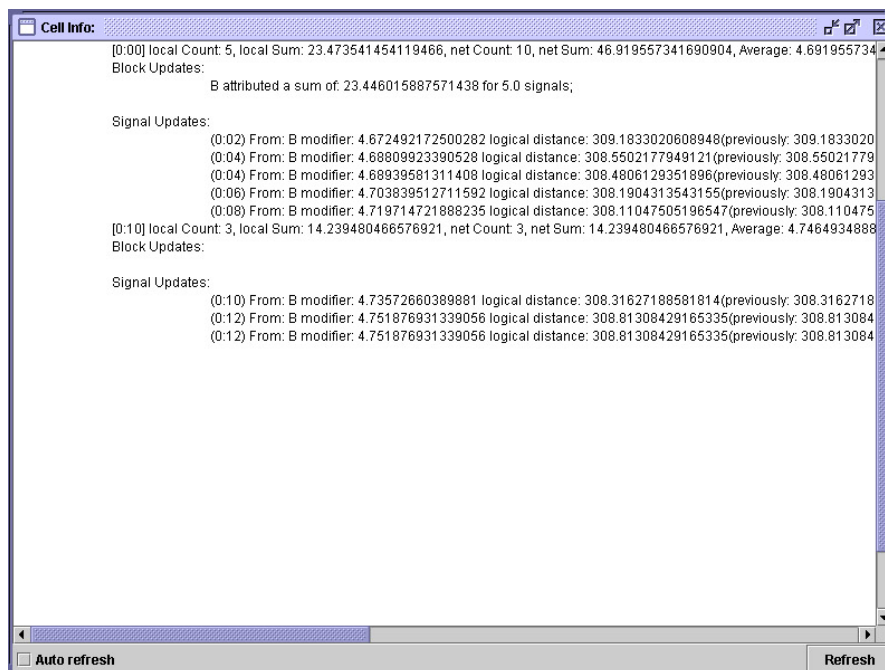 Cell Info:
[0:00] local Count: 5, local Sum: 23.473541454119466, net Count: 10, net Sum: 46.919557341690904, Average: 4.691955734
Block Updates:
B attributed a sum of: 23.446015887571438 for 5.0 signals;
Signal Updates:
(0:02) From: B modifier: 4.672492172500282 logical distance: 309.1833020608948(previously: 309.1833020
(0:04) From: B modifier: 4.68809923390528 logical distance: 308.5502177949121(previously: 308.55021779
(0:04) From: B modifier: 4.68939581311408 logical distance: 308.4806129351896(previously: 308.48061293
(0:06) From: B modifier: 4.703839512711592 logical distance: 308.1904313543155(previously: 308.1904313
(0:08) From: B modifier: 4.719714721888235 logical distance: 308.11047505196547(previously: 308.110475
[0:10] local Count: 3, local Sum: 14.239480466576921, net Count: 3, net Sum: 14.239480466576921, Average: 4.7464934888
Block Updates:
Signal Updates:
(0:10) From: B modifier: 4.73572660389881 logical distance: 308.31627188581814(previously: 308.3162718
(0:12) From: B modifier: 4.751876931339056 logical distance: 308.81308429165335(previously: 308.813084
(0:12) From: B modifier: 4.751876931339056 logical distance: 308.81308429165335(previously: 308.813084
Auto refresh
Refresh